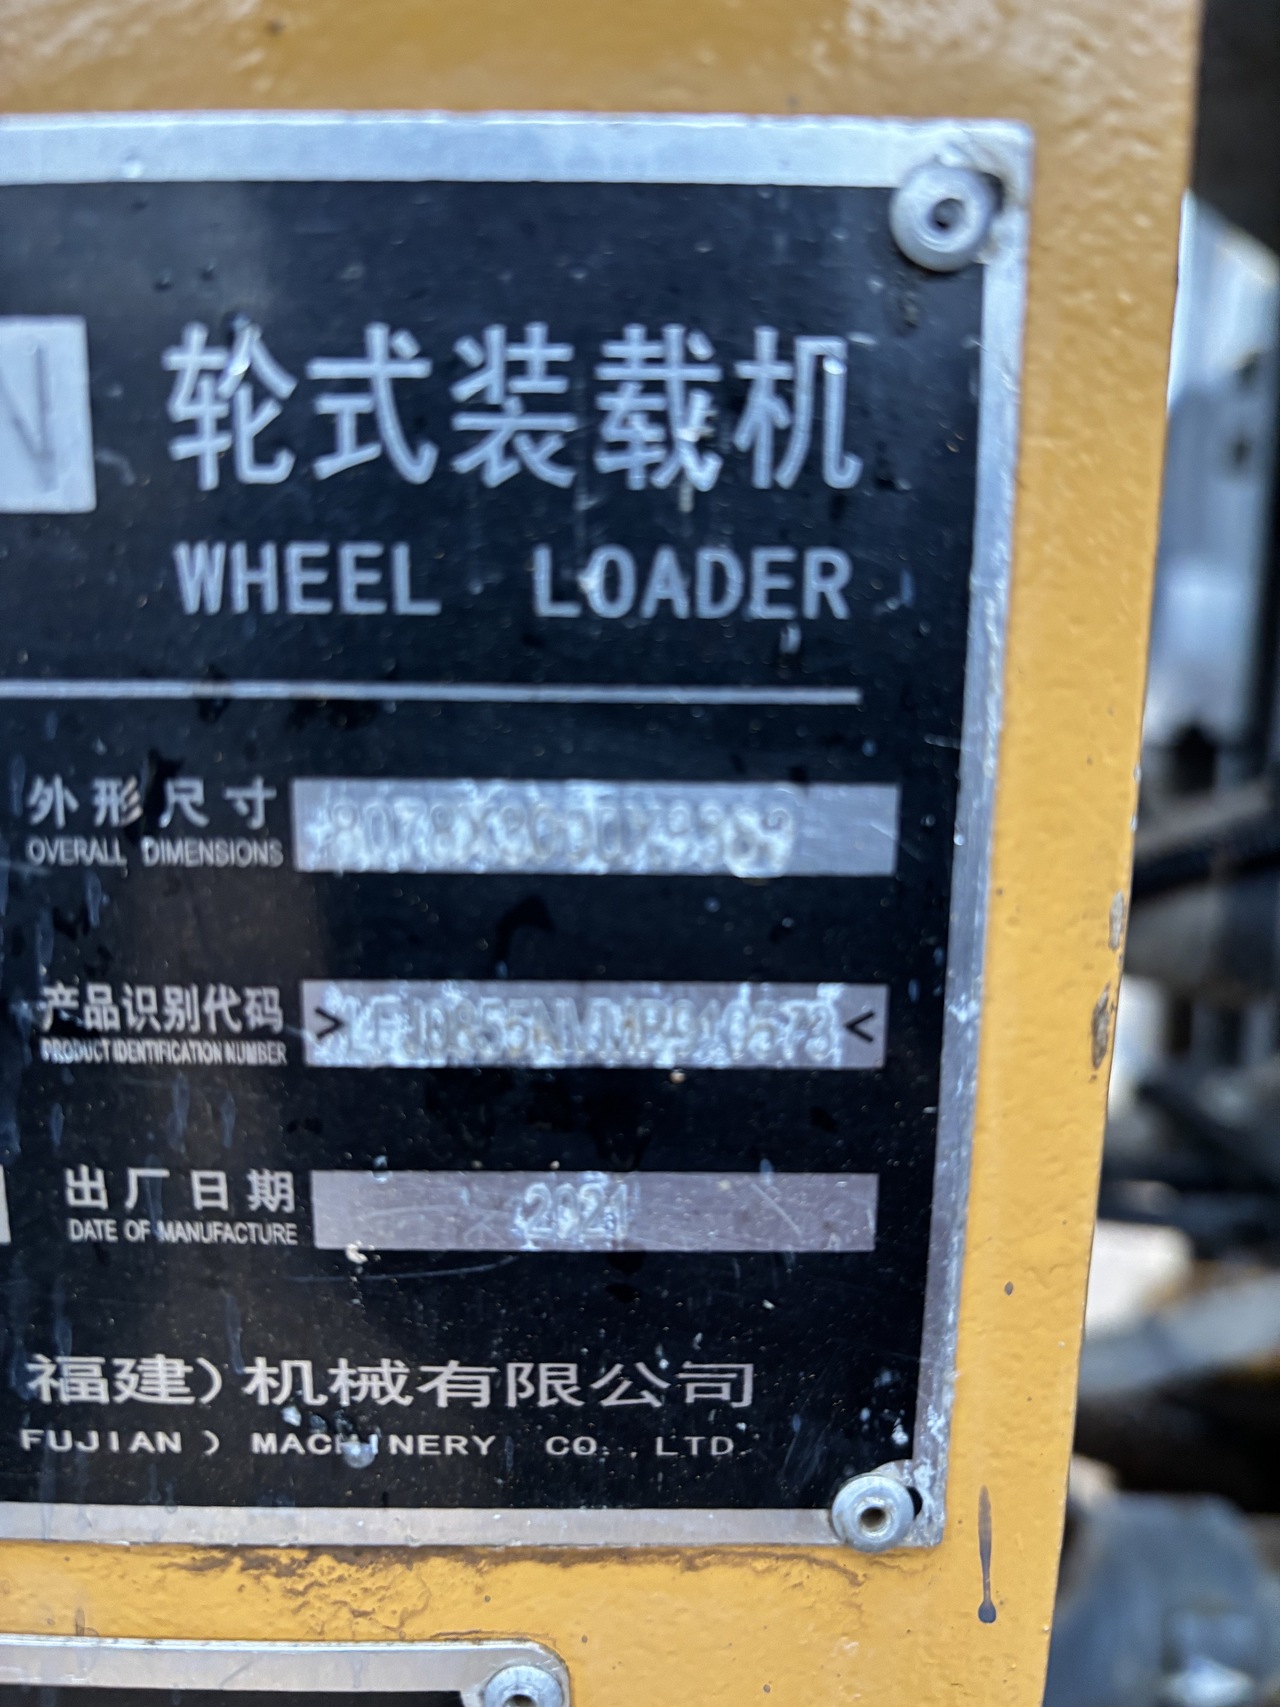 N 轮式装载机
WHEEL LOADER
外形尺寸
OVERALL DIMENSIONS
产品识别代码 > <
PRODUCT IDENTIFICATION NUMBER
出厂日期 2021
DATE OF MANUFACTURE
福建）机械有限公司
FUJIAN ) MACHINERY CO., LTD.